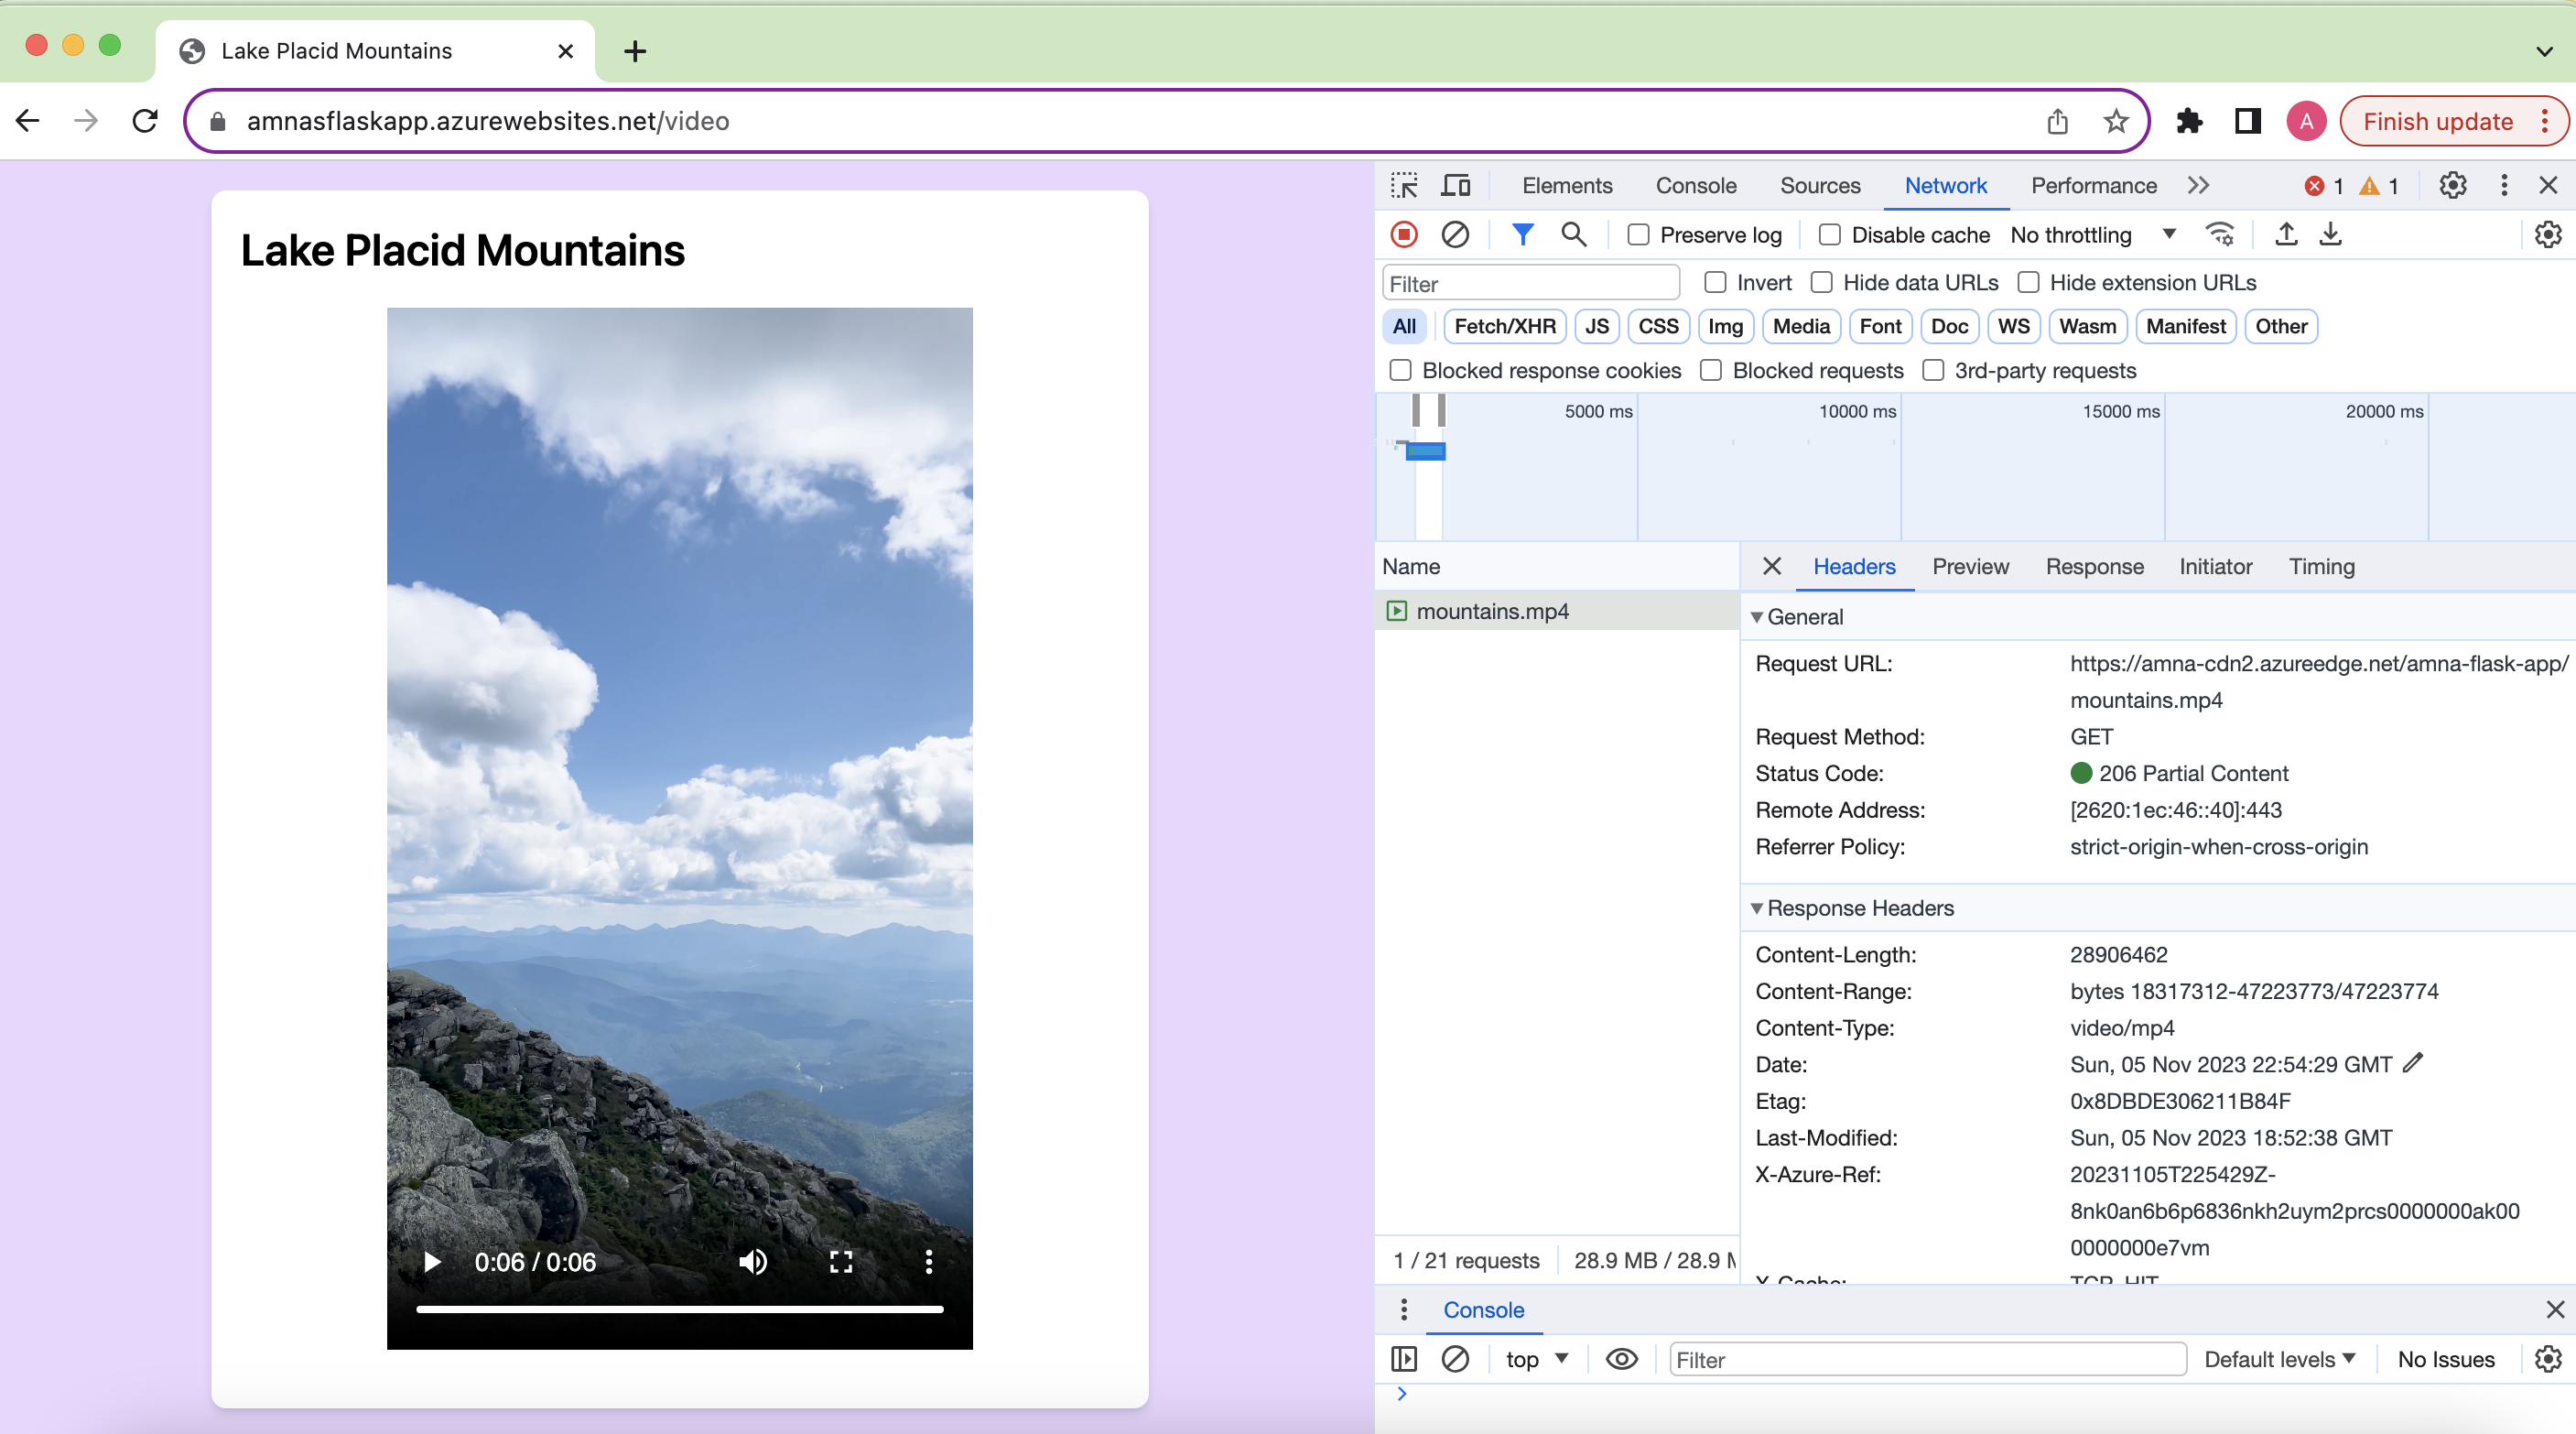 Lake Placid Mountains
amnasflaskapp.azurewebsites.net/video
A
Finish update
Lake Placid Mountains
0:06 / 0:06
Elements Console Sources Network Performance 1 1
Preserve log Disable cache No throttling
Filter Invert Hide data URLs Hide extension URLs
All Fetch/XHR JS CSS Img Media Font Doc WS Wasm Manifest Other
Blocked response cookies Blocked requests 3rd-party requests
5000 ms 10000 ms 15000 ms 20000 ms
Name
mountains.mp4
1 / 21 requests 28.9 MB / 28.9 M
Headers Preview Response Initiator Timing
General
Request URL: https://amna-cdn2.azureedge.net/amna-flask-app/
mountains.mp4
Request Method: GET
Status Code: 206 Partial Content
Remote Address: [2620:1ec:46::40]:443
Referrer Policy: strict-origin-when-cross-origin
Response Headers
Content-Length: 28906462
Content-Range: bytes 18317312-47223773/47223774
Content-Type: video/mp4
Date: Sun, 05 Nov 2023 22:54:29 GMT
Etag: 0x8DBDE306211B84F
Last-Modified: Sun, 05 Nov 2023 18:52:38 GMT
X-Azure-Ref: 20231105T225429Z-
8nk0an6b6p6836nkh2uym2prcs0000000ak00
0000000e7vm
X-Cache: TCP_HIT
Console
top Filter Default levels No Issues